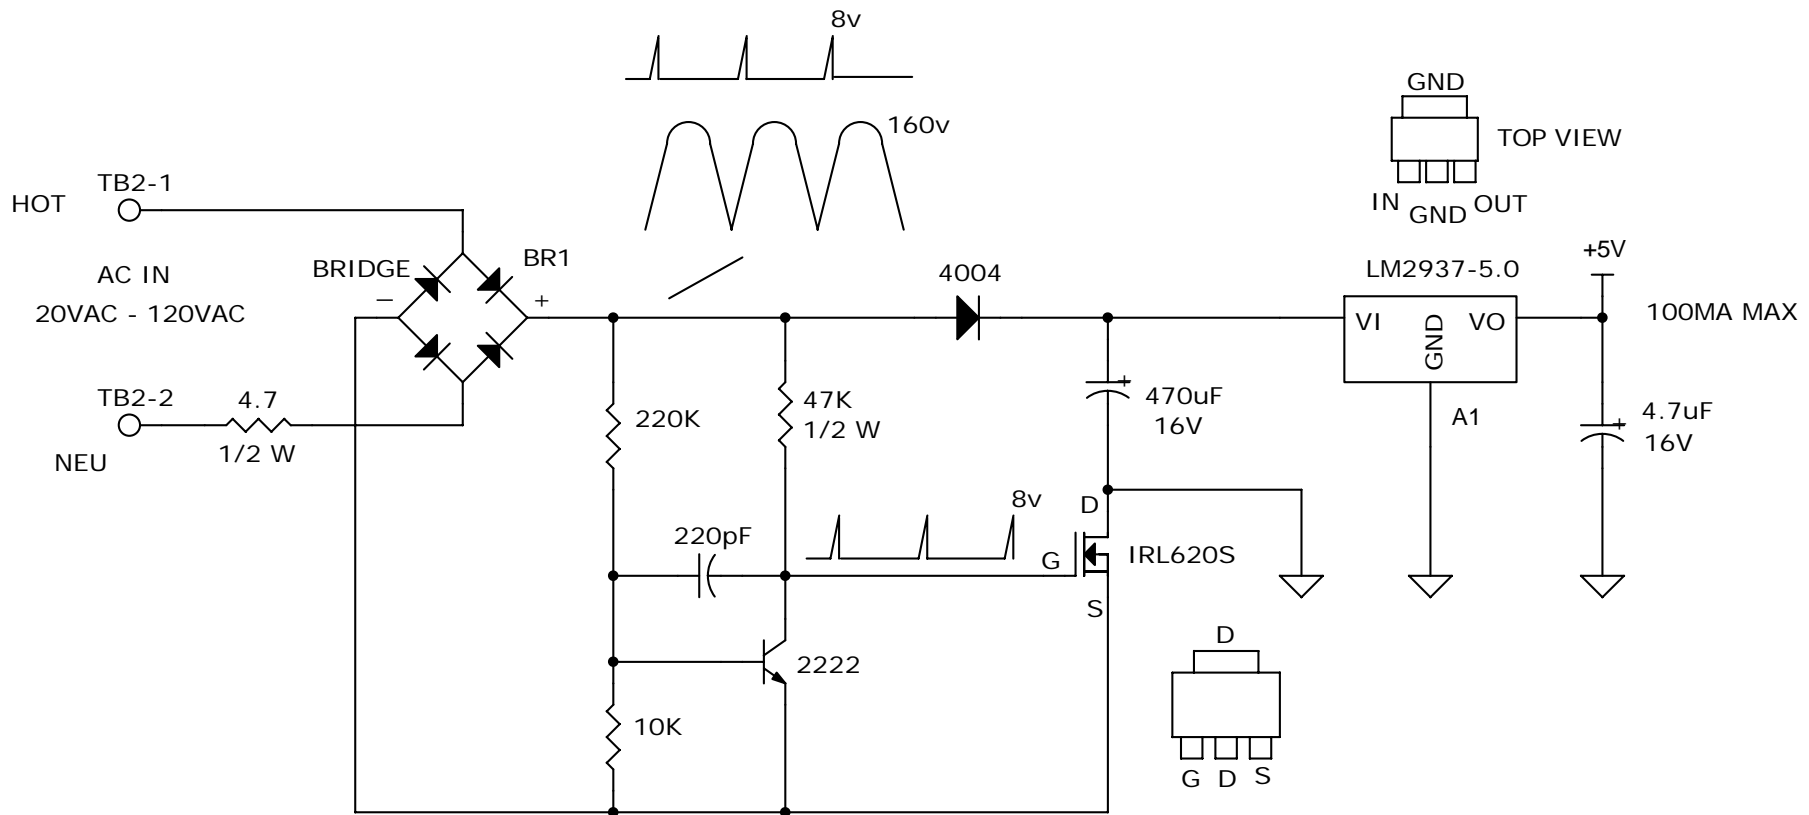 8v
160v
GND
TOP VIEW
IN GND OUT
HOT
TB2-1
AC IN
20VAC - 120VAC
BRIDGE
BR1
−
+
4004
LM2937-5.0
+5V
VI
GND
VO
100MA MAX
TB2-2
4.7
1/2 W
NEU
220K
47K
1/2 W
+
470uF
16V
A1
+
4.7uF
16V
220pF
8v
D
G
IRL620S
S
2222
10K
D
G D S